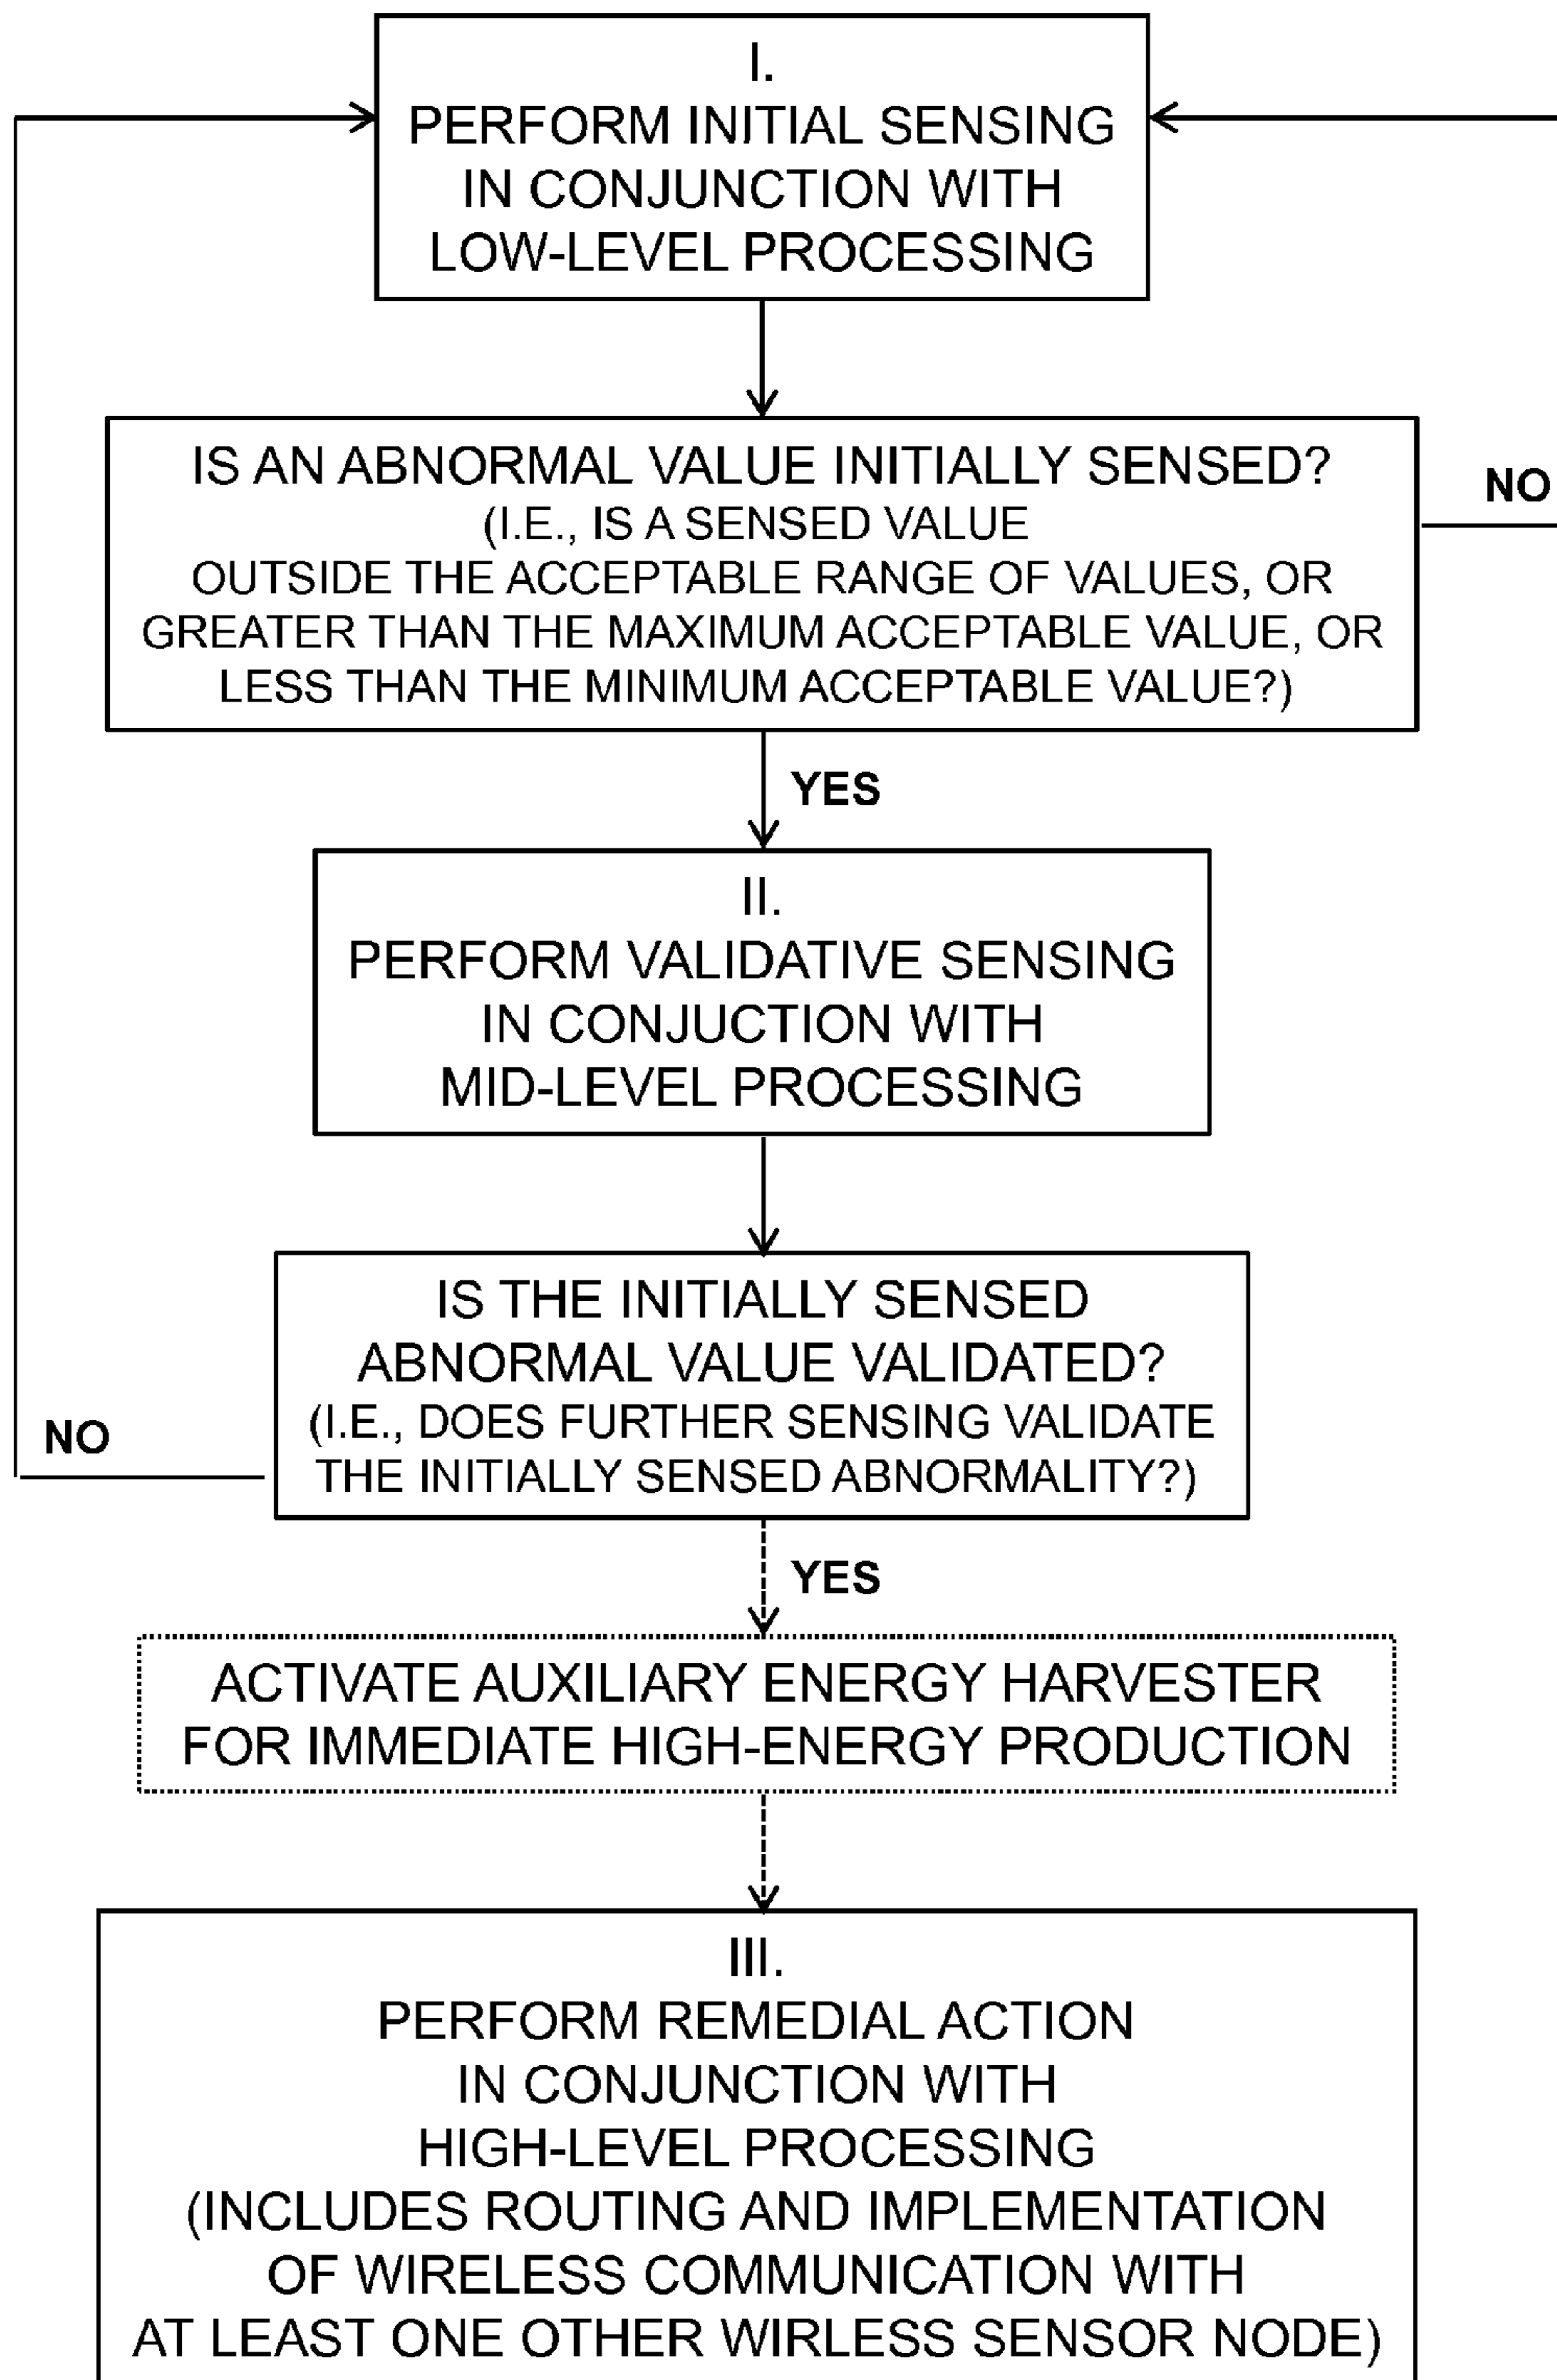 I.
PERFORM INITIAL SENSING
IN CONJUNCTION WITH
LOW-LEVEL PROCESSING
IS AN ABNORMAL VALUE INITIALLY SENSED?
(I.E., IS A SENSED VALUE
OUTSIDE THE ACCEPTABLE RANGE OF VALUES, OR
GREATER THAN THE MAXIMUM ACCEPTABLE VALUE, OR
LESS THAN THE MINIMUM ACCEPTABLE VALUE?)
NO
YES
II.
PERFORM VALIDATIVE SENSING
IN CONJUCTION WITH
MID-LEVEL PROCESSING
IS THE INITIALLY SENSED
ABNORMAL VALUE VALIDATED?
(I.E., DOES FURTHER SENSING VALIDATE
THE INITIALLY SENSED ABNORMALITY?)
NO
YES
ACTIVATE AUXILIARY ENERGY HARVESTER
FOR IMMEDIATE HIGH-ENERGY PRODUCTION
III.
PERFORM REMEDIAL ACTION
IN CONJUNCTION WITH
HIGH-LEVEL PROCESSING
(INCLUDES ROUTING AND IMPLEMENTATION
OF WIRELESS COMMUNICATION WITH
AT LEAST ONE OTHER WIRLESS SENSOR NODE)